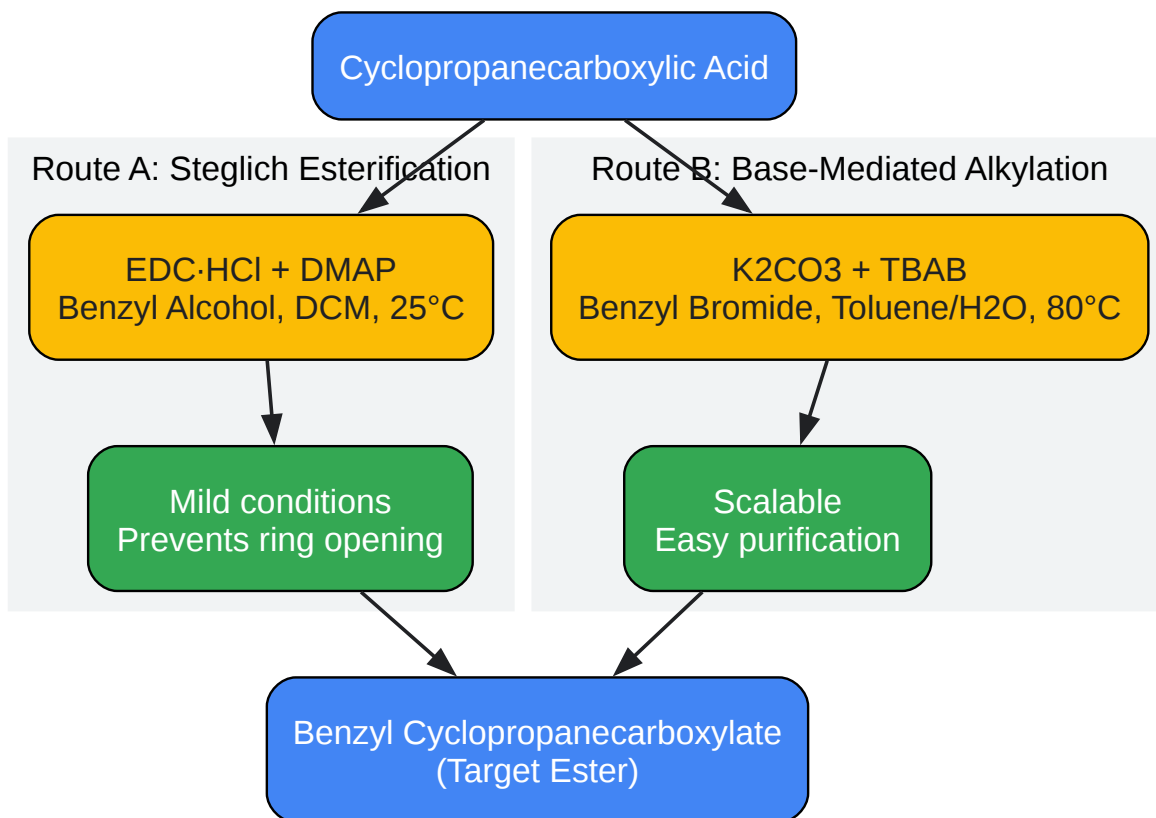 Cyclopropanecarboxylic Acid
Route A: Steglich Esterification
EDC·HCl + DMAP
Benzyl Alcohol, DCM, 25°C
Mild conditions
Prevents ring opening
Route B: Base-Mediated Alkylation
K2CO3 + TBAB
Benzyl Bromide, Toluene/H2O, 80°C
Scalable
Easy purification
Benzyl Cyclopropanecarboxylate
(Target Ester)